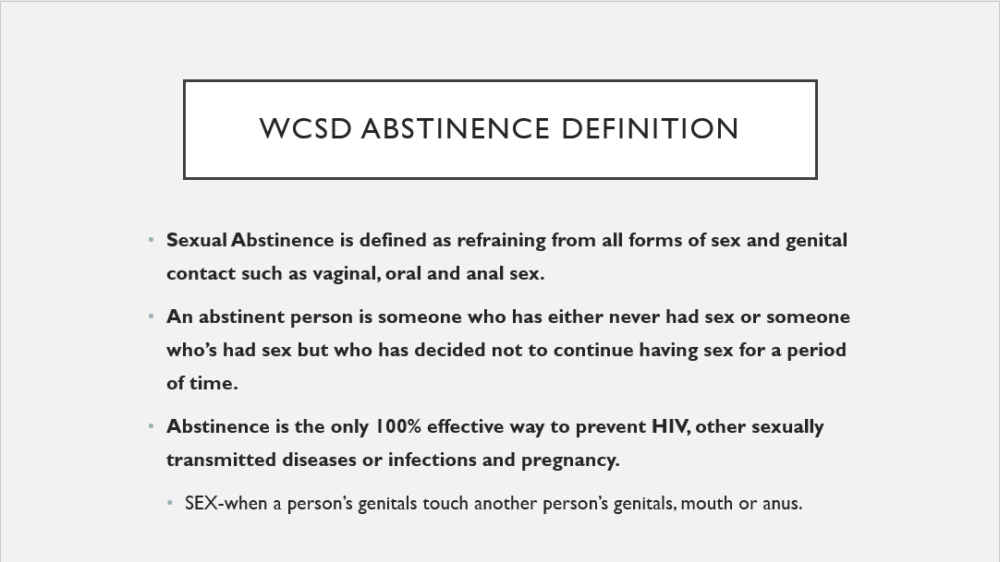 WCSD ABSTINENCE DEFINITION
• Sexual Abstinence is defined as refraining from all forms of sex and genital
contact such as vaginal, oral and anal sex.
• An abstinent person is someone who has either never had sex or someone
who's had sex but who has decided not to continue having sex for a period
of time.
• Abstinence is the only 100% effective way to prevent HIV, other sexually
transmitted diseases or infections and pregnancy.
• SEX-when a person's genitals touch another person's genitals, mouth or anus.